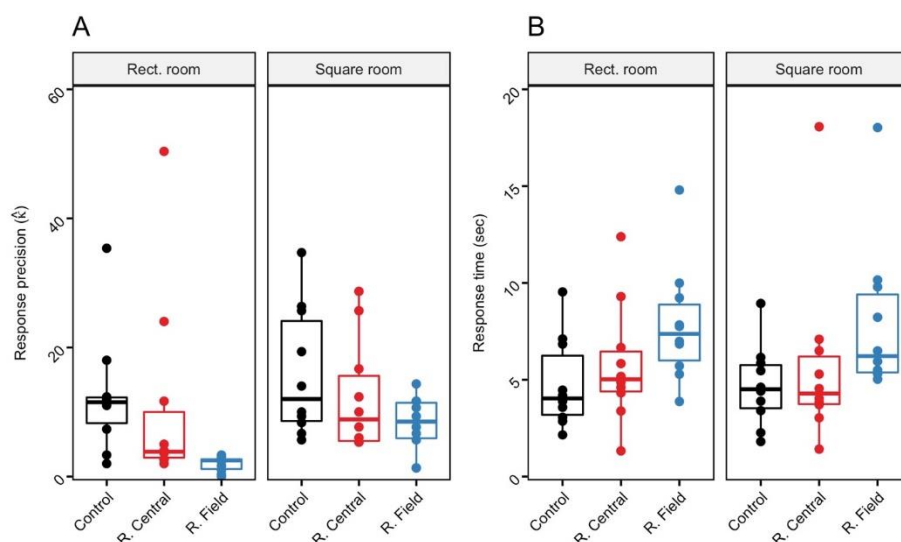 A
Rect. room
Square room
Response precision (k̂)
60
40
20
0
Control
R. Central
R. Field
Control
R. Central
R. Field
B
Rect. room
Square room
Response time (sec)
20
15
10
5
0
Control
R. Central
R. Field
Control
R. Central
R. Field